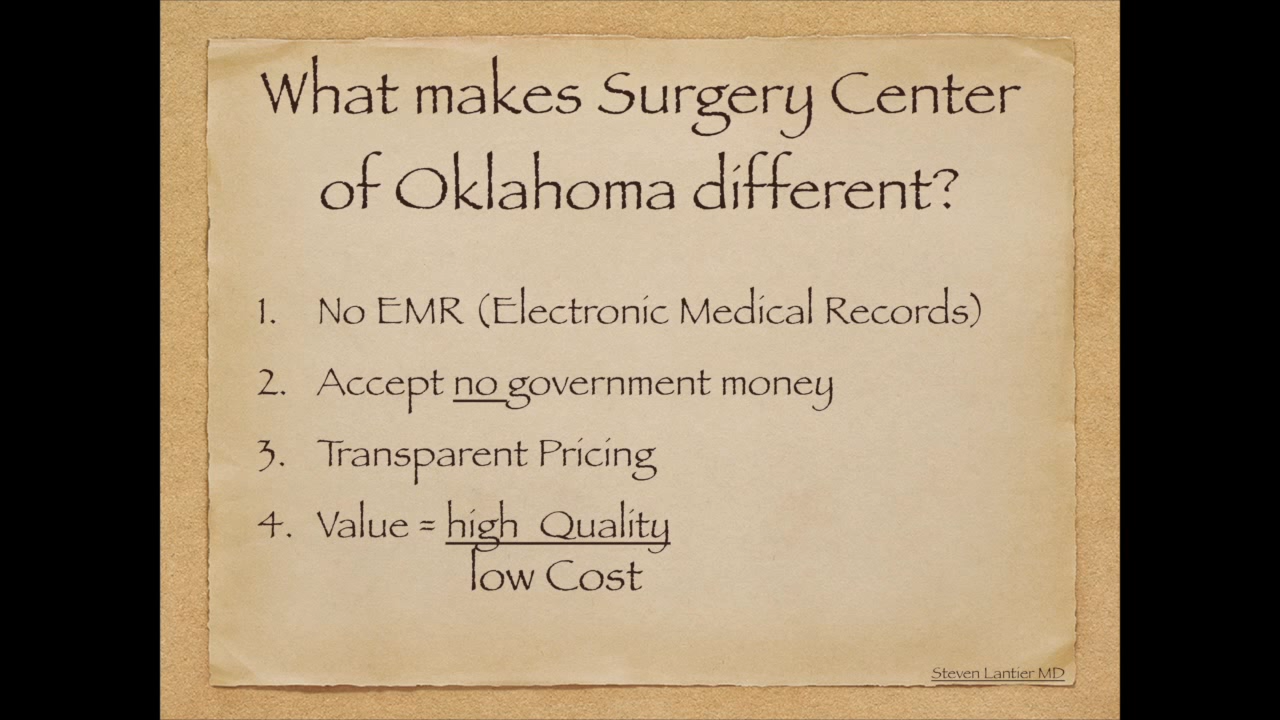 What makes Surgery Center
of Oklahoma different?
1. No EMR (Electronic Medical Records)
2. Accept no government money
3. Transparent Pricing
4. Value = high Quality
low Cost
Steven Lantier MD